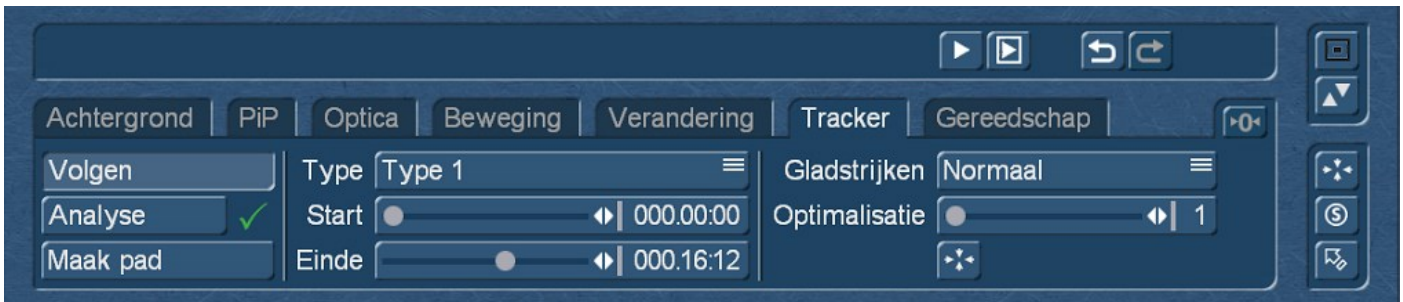 Achtergrond PiP Optica Beweging Verandering Tracker Gereedschap 0
Volgen Type Type 1 Gladstrijken Normaal
Analyse Start 000.00:00 Optimalisatie 1 S
Maak pad Einde 000.16:12